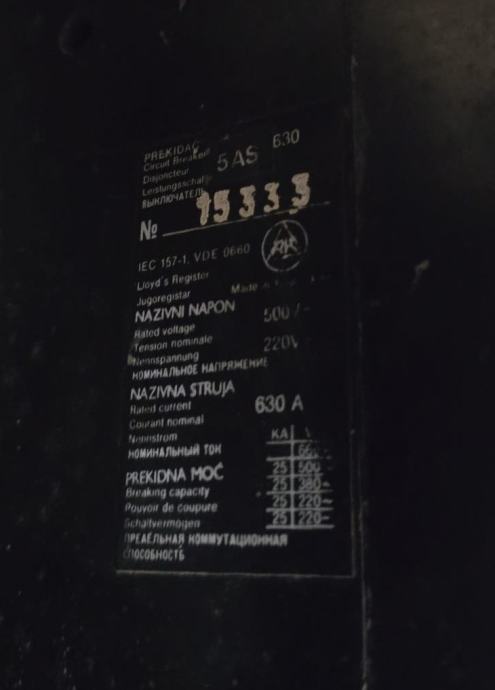 PREKIDAČ
Circuit Breaker
Disjoncteur
Leistungsschalt
ВЫКЛЮЧАТЕЛЬ
5AS 630
№ 15333
IEC 157-1, VDE 0660
Lloyd's Register
Jugoregistar
Made
NAZIVNI NAPON
Rated voltage
Tension nominale
Nennspannung
НОМИНАЛЬНОЕ НАПРЯЖЕНИЕ
500
220V
NAZIVNA STRUJA
Rated current
Courant nominal
Nennstrom
НОМИНАЛЬНЫЙ ТОК
630 A
PREKIDNA MOĆ
Breaking capacity
Pouvoir de coupure
Schaltvermögen
ПРЕДЕЛЬНАЯ КОММУТАЦИОННАЯ
СПОСОБНОСТЬ
KA
25 500
25 380~
25 220~
25 220-